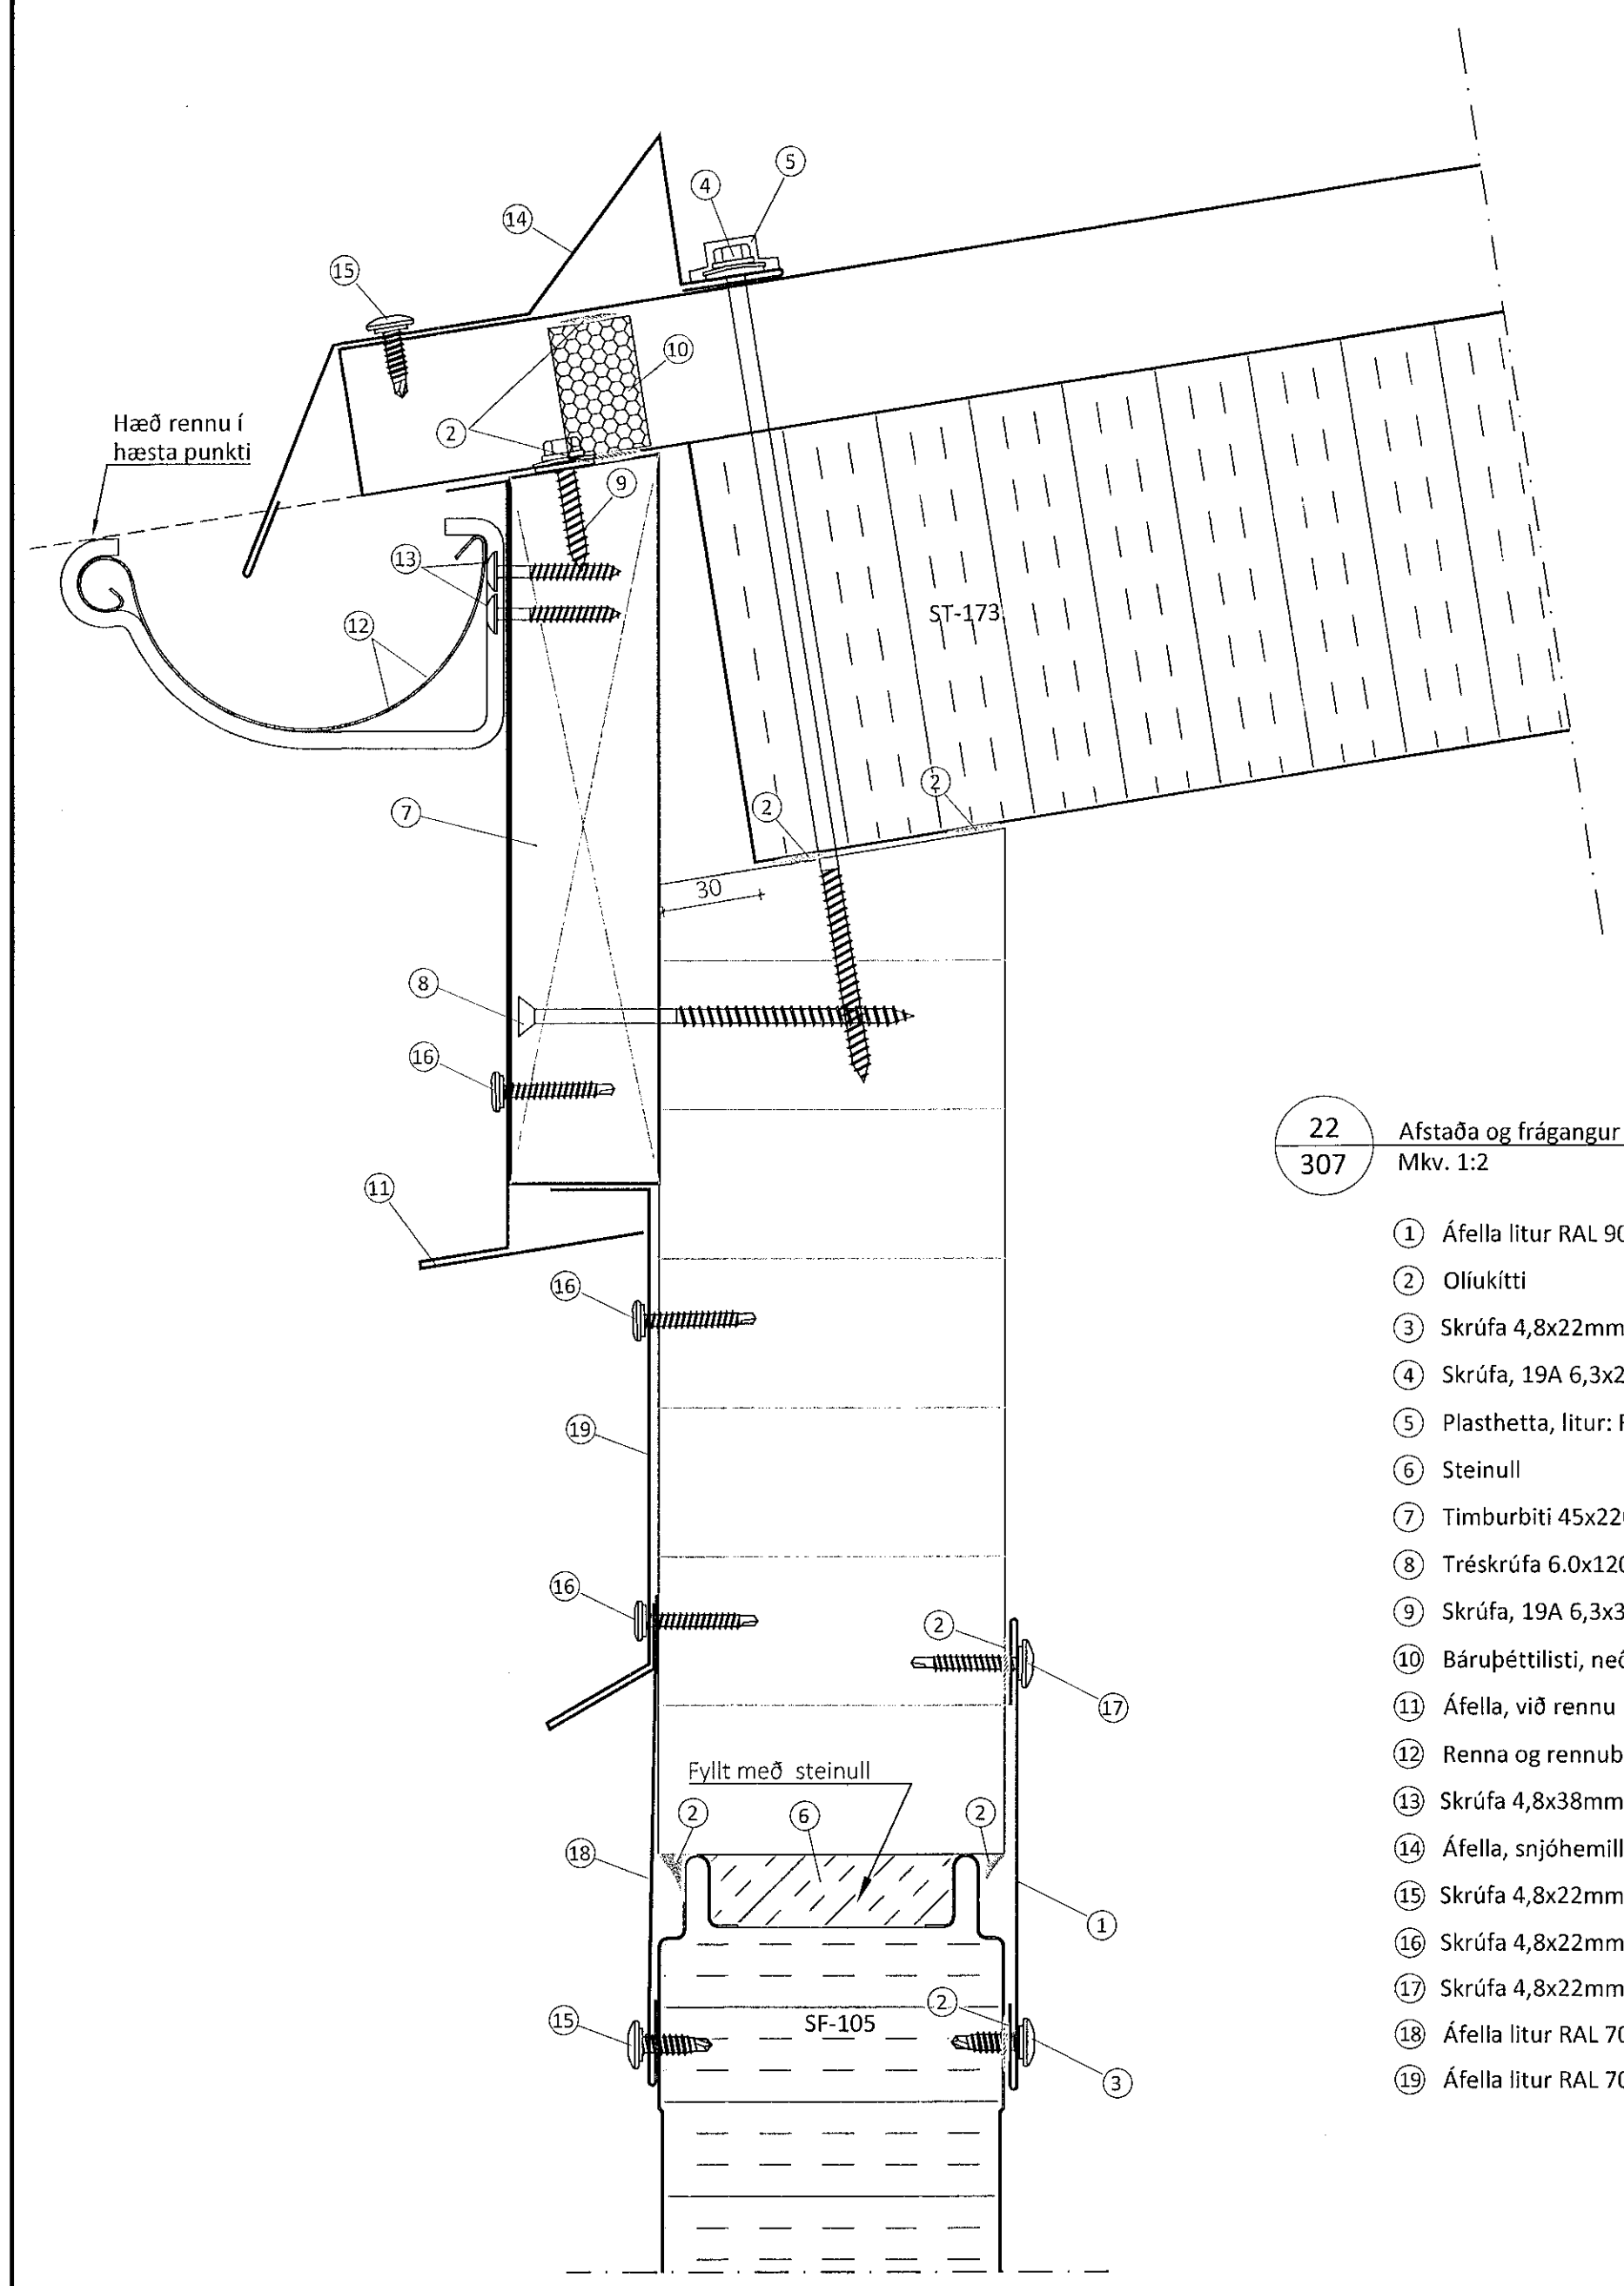 5
4
14
15
10
Hæð rennu í
hæsta punkti
2
9
13
ST-173
12
2
2
7
30
8
16
22
307
Afstaða og frágangur
Mkv. 1:2
11
1 Áfella litur RAL 90
16
2 Olíukítti
3 Skrúfa 4,8x22mm
4 Skrúfa, 19A 6,3x2
19
5 Plasthetta, litur:
6 Steinull
7 Timburbiti 45x22
16
8 Tréskrúfa 6.0x120
2
9 Skrúfa, 19A 6,3x3
10 Báruþéttilisti, neð
17
11 Áfella, við rennu
12 Renna og rennub
Fyllt með steinull
2
6
2
13 Skrúfa 4,8x38mm
18
14 Áfella, snjóhemill
15 Skrúfa 4,8x22mm
1
16 Skrúfa 4,8x22mm
17 Skrúfa 4,8x22mm
2
15
SF-105
18 Áfella litur RAL 70
3
19 Áfella litur RAL 70